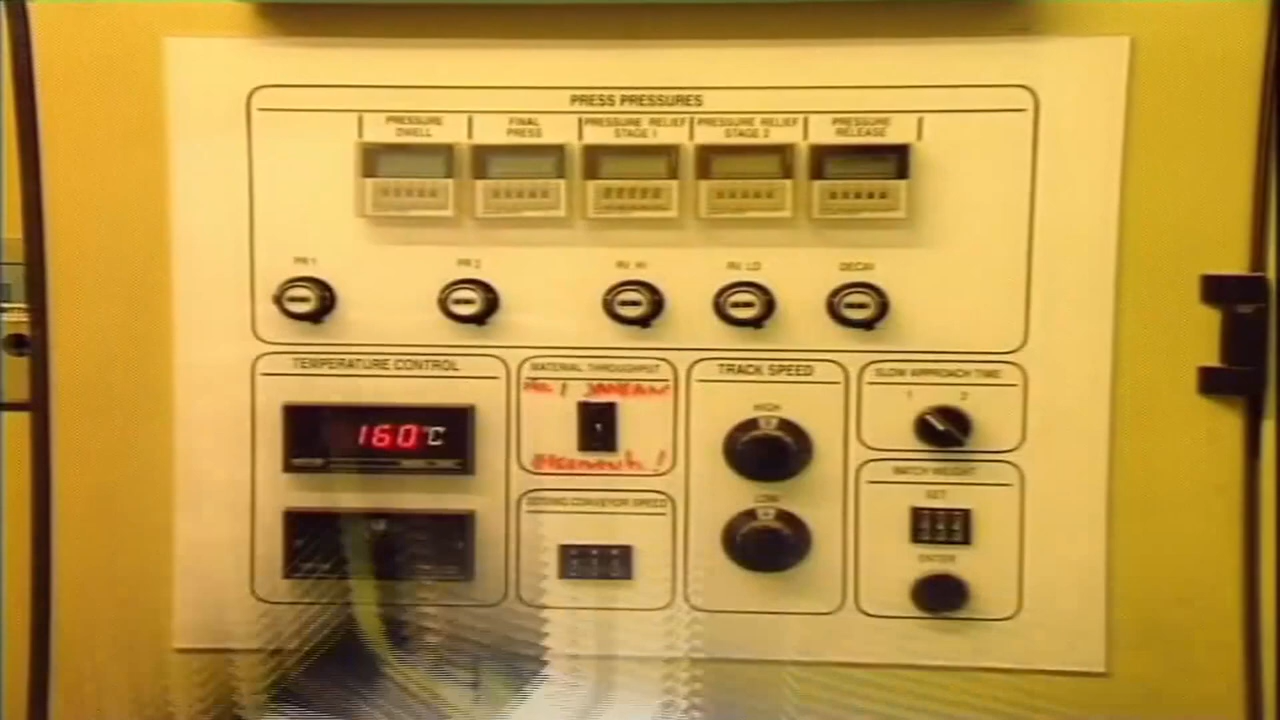 PRESS PRESSURES
PRESSURE DWELL
FINAL PRESS
PRESSURE RELIEF STAGE 1
PRESSURE RELIEF STAGE 2
PRESSURE RELEASE
PR 1
PR 2
RV HI
RV LO
DECAY
TEMPERATURE CONTROL
160°C
MATERIAL THROUGHPUT
TRACK SPEED
HIGH
LOW
SLOW APPROACH TIME
1 2
BATCH WEIGHT
SET
ENTER
CONVEYOR SPEED